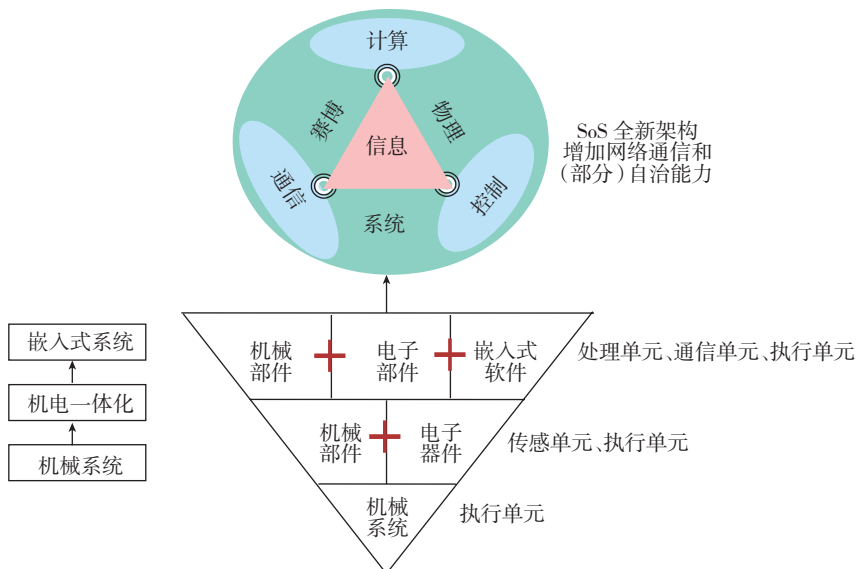 计算
赛博
物理
信息
通信
控制
系统
SoS 全新架构
增加网络通信和
（部分）自治能力
嵌入式系统
机电一体化
机械系统
机械
部件
电子
部件
嵌入式
软件
处理单元、通信单元、执行单元
机械
部件
电子
器件
传感单元、执行单元
机械
系统
执行单元